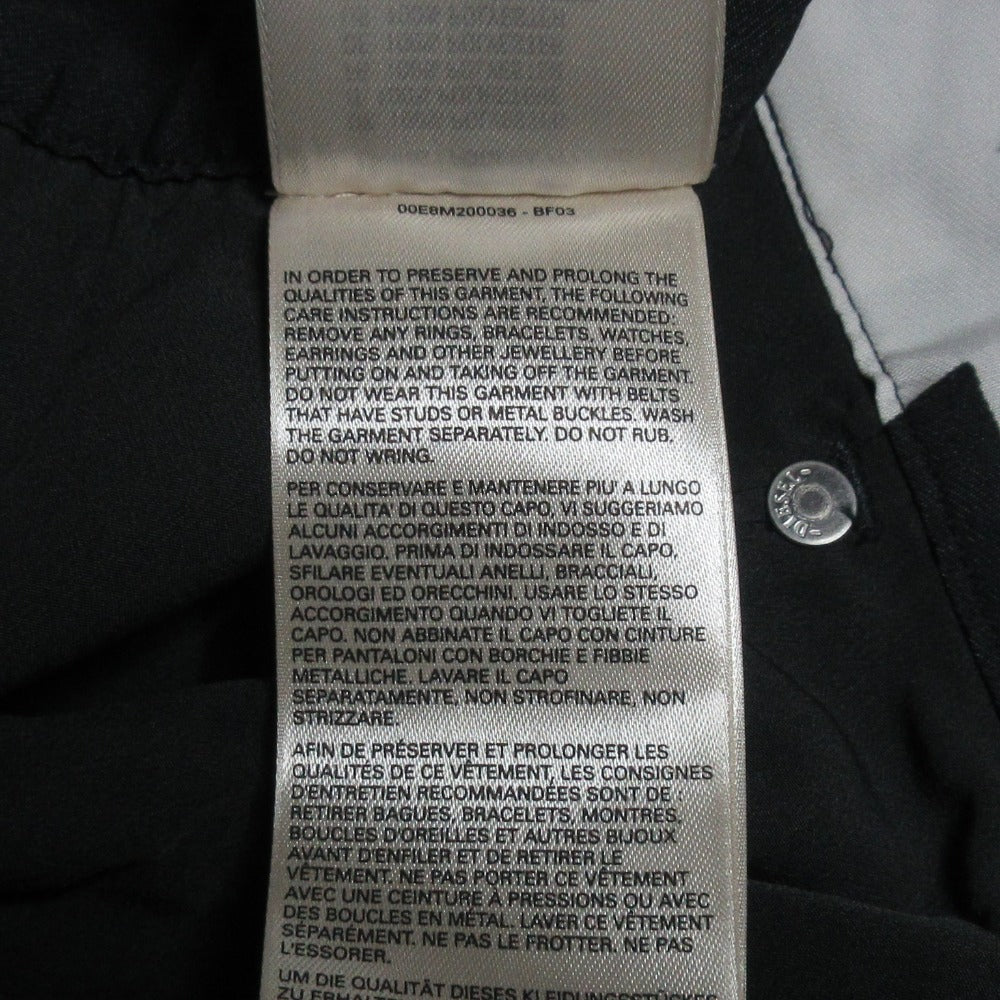 00E8M200036 - BF03
IN ORDER TO PRESERVE AND PROLONG THE
QUALITIES OF THIS GARMENT, THE FOLLOWING
CARE INSTRUCTIONS ARE RECOMMENDED.
REMOVE ANY RINGS, BRACELETS, WATCHES,
EARRINGS AND OTHER JEWELLERY BEFORE
PUTTING ON AND TAKING OFF THE GARMENT.
DO NOT WEAR THIS GARMENT WITH BELTS
THAT HAVE STUDS OR METAL BUCKLES. WASH
THE GARMENT SEPARATELY. DO NOT RUB.
DO NOT WRING.
PER CONSERVARE E MANTENERE PIU' A LUNGO
LE QUALITA' DI QUESTO CAPO, VI SUGGERIAMO
ALCUNI ACCORGIMENTI DI INDOSSO E DI
LAVAGGIO. PRIMA DI INDOSSARE IL CAPO,
SFILARE EVENTUALI ANELLI, BRACCIALI,
OROLOGI ED ORECCHINI. USARE LO STESSO
ACCORGIMENTO QUANDO VI TOGLIETE IL
CAPO. NON ABBINATE IL CAPO CON CINTURE
PER PANTALONI CON BORCHIE E FIBBIE
METALLICHE. LAVARE IL CAPO
SEPARATAMENTE, NON STROFINARE, NON
STRIZZARE.
AFIN DE PRÉSERVER ET PROLONGER LES
QUALITÉS DE CE VÊTEMENT, LES CONSIGNES
D'ENTRETIEN RECOMMANDÉES SONT DE
RETIRER BAGUES, BRACELETS, MONTRES,
BOUCLES D'OREILLES ET AUTRES BIJOUX
AVANT D'ENFILER ET DE RETIRER LE
VÊTEMENT. NE PAS PORTER CE VÊTEMENT
AVEC UNE CEINTURE À PRESSIONS OU AVEC
DES BOUCLES EN MÉTAL. LAVER CE VÊTEMENT
SÉPARÉMENT. NE PAS LE FROTTER. NE PAS
L'ESSORER.
UM DIE QUALITÄT DIESES KLEIDUNGSSTÜCKES
DIESEL